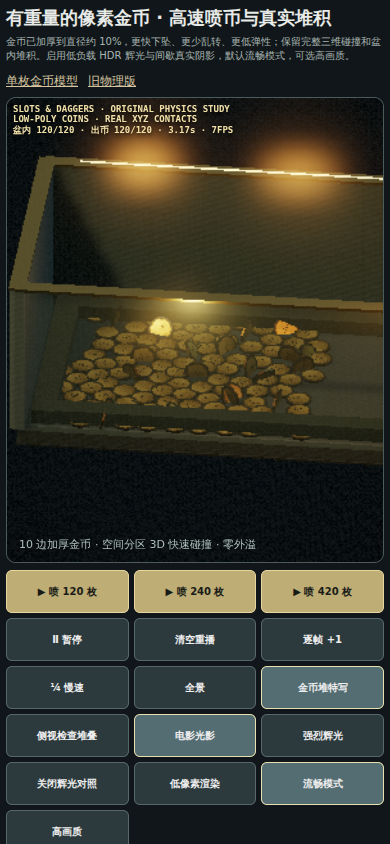 有重量的像素金币 · 高速喷币与真实堆积
金币已加厚到直径约 10%，更快下坠、更少乱转、更低弹性；保留完整三维碰撞和盆
内堆积。启用低负载 HDR 辉光与间歇真实阴影，默认流畅模式，可选高画质。
单枚金币模型 旧物理版
SLOTS & DAGGERS · ORIGINAL PHYSICS STUDY
LOW-POLY COINS · REAL XYZ CONTACTS
盆内 120/120 · 出币 120/120 · 3.17s · 7FPS
10 边加厚金币 · 空间分区 3D 快速碰撞 · 零外溢
▶ 喷 120 枚
▶ 喷 240 枚
▶ 喷 420 枚
Ⅱ 暂停
清空重播
逐帧 +1
¼ 慢速
全景
金币堆特写
侧视检查堆叠
电影光影
强烈辉光
关闭辉光对照
低像素渲染
流畅模式
高画质